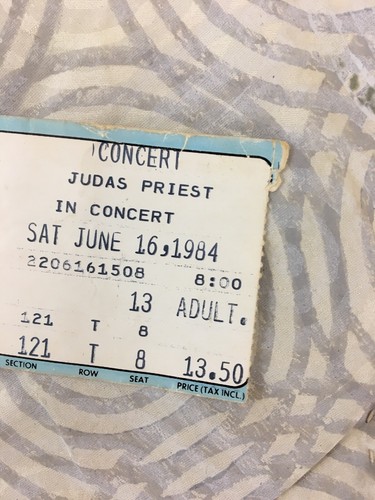 CONCERT
JUDAS PRIEST
IN CONCERT
SAT JUNE 16,1984
2206161508 8:00
13 ADULT.
121 T 8
121 T 8 13.50
SECTION ROW SEAT PRICE (TAX INCL.)